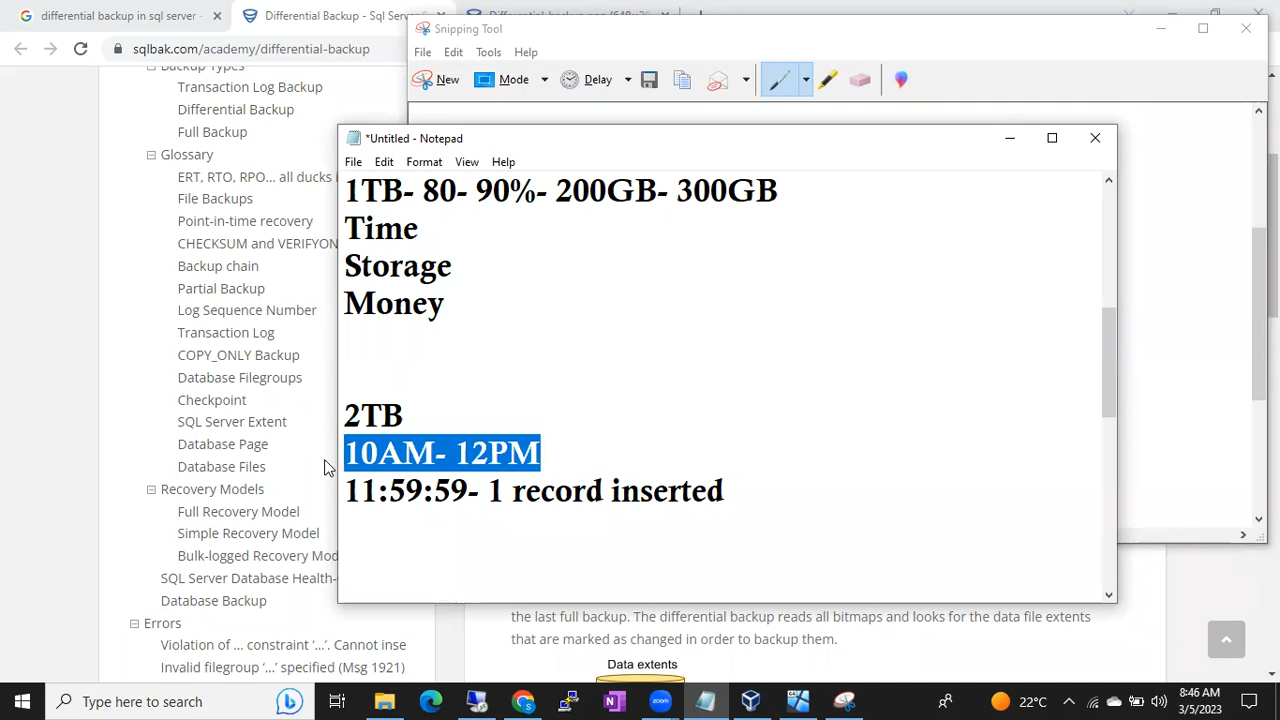 differential backup in sql server -
Differential Backup - Sql Server
sqlbak.com/academy/differential-backup
Snipping Tool
File Edit Tools Help
New Mode Delay
Backup Types
Transaction Log Backup
Differential Backup
Full Backup
Glossary
ERT, RTO, RPO… all ducks i
File Backups
Point-in-time recovery
CHECKSUM and VERIFYON
Backup chain
Partial Backup
Log Sequence Number
Transaction Log
COPY_ONLY Backup
Database Filegroups
Checkpoint
SQL Server Extent
Database Page
Database Files
Recovery Models
Full Recovery Model
Simple Recovery Model
Bulk-logged Recovery Mod
SQL Server Database Health-
Database Backup
Errors
Violation of … constraint ‘…’. Cannot inse
Invalid filegroup ‘…’ specified (Msg 1921)
*Untitled - Notepad
File Edit Format View Help
1TB- 80- 90%- 200GB- 300GB
Time
Storage
Money
2TB
10AM- 12PM
11:59:59- 1 record inserted
the last full backup. The differential backup reads all bitmaps and looks for the data file extents
that are marked as changed in order to backup them.
Data extents
Type here to search
zoom
22°C
8:46 AM
3/5/2023